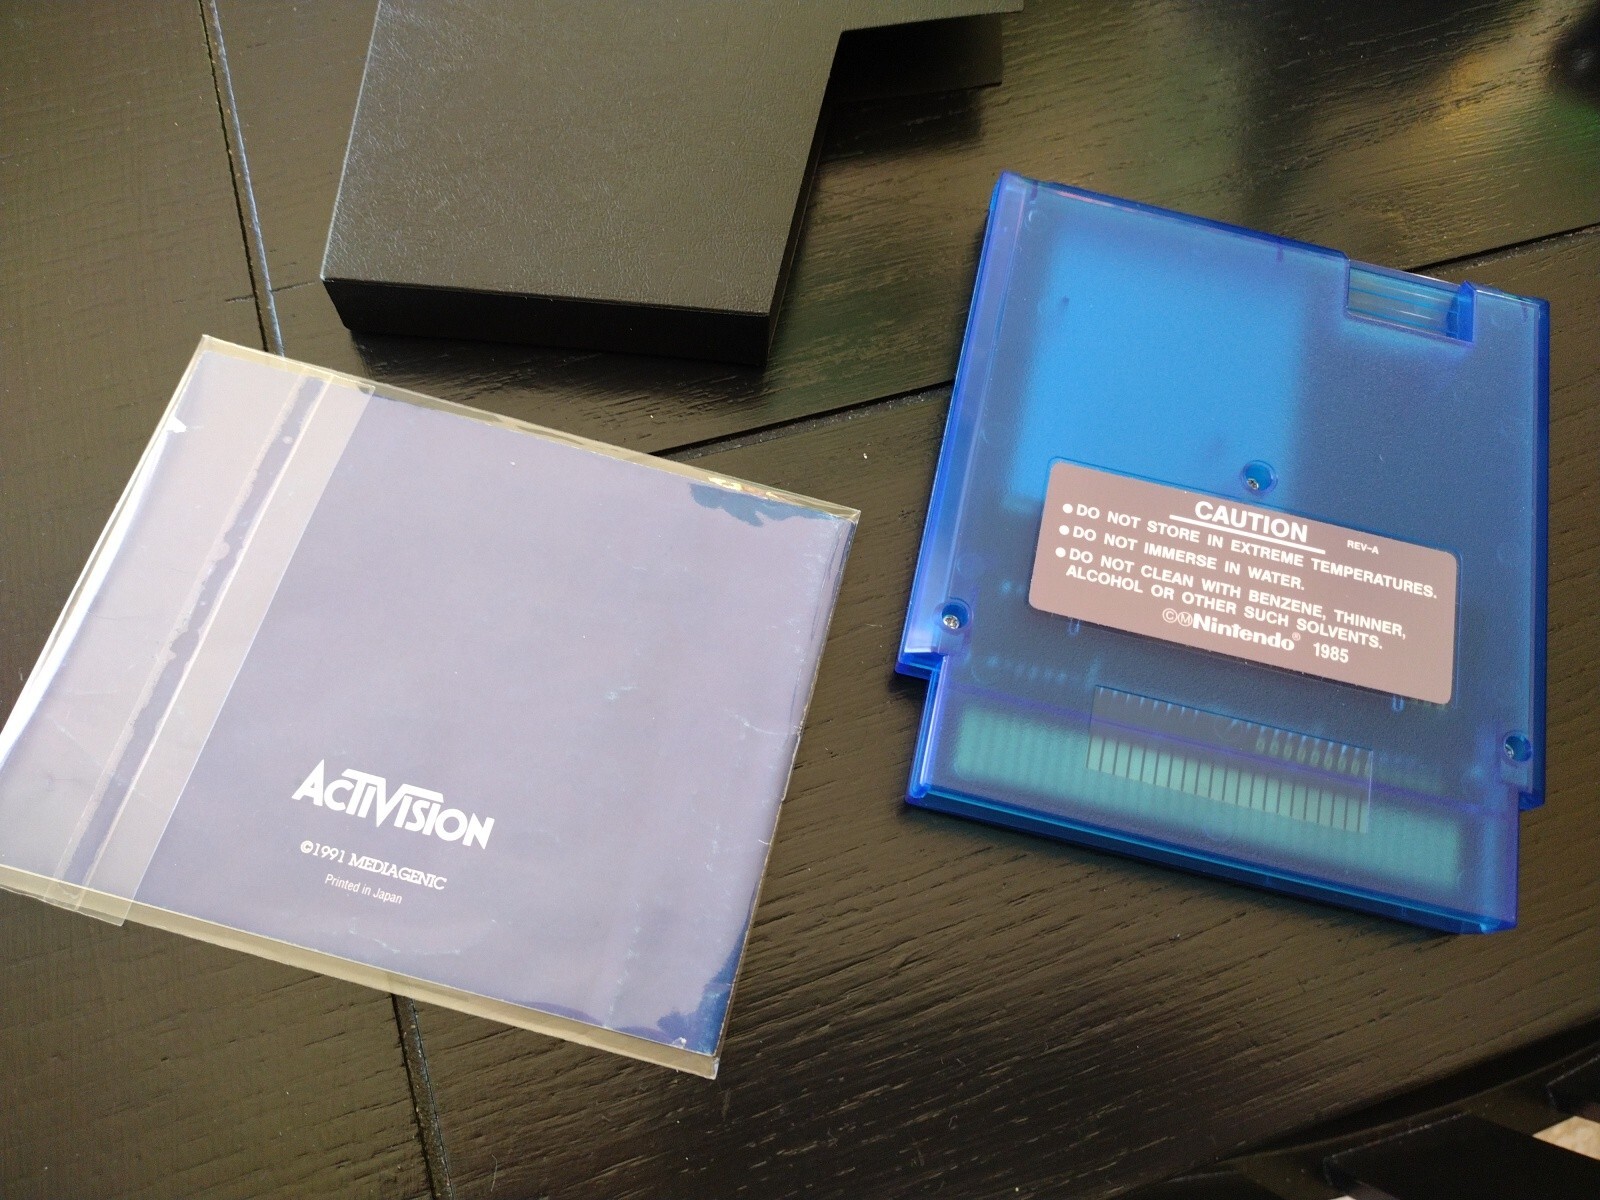 ACTIVISION
©1991 MEDIAGENIC
Printed in Japan
CAUTION
REV-A
●DO NOT STORE IN EXTREME TEMPERATURES.
●DO NOT IMMERSE IN WATER.
●DO NOT CLEAN WITH BENZENE, THINNER,
ALCOHOL OR OTHER SUCH SOLVENTS.
©ⓂNintendo® 1985